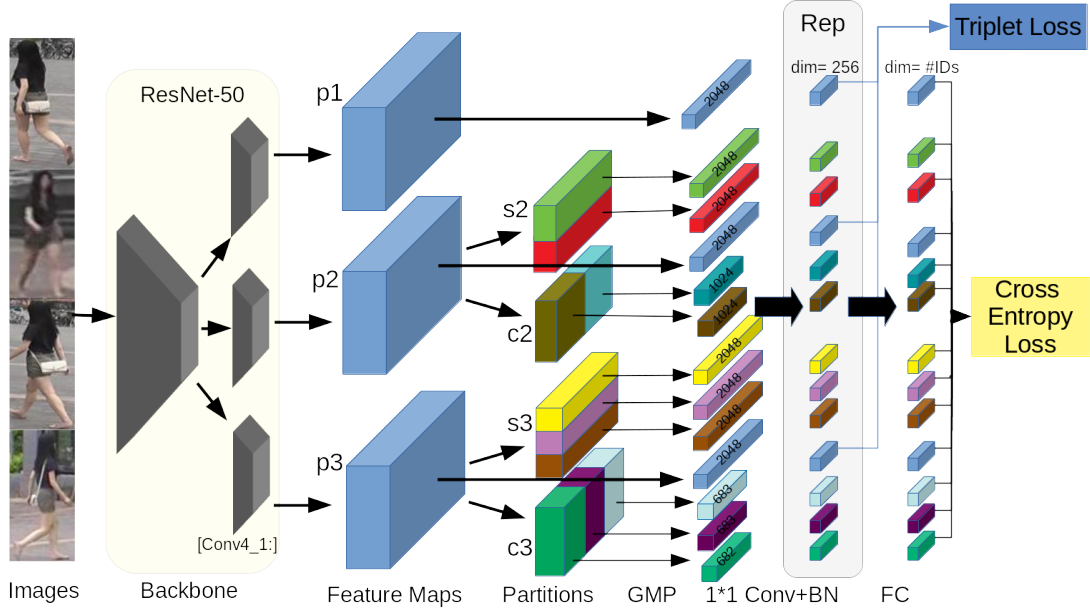 Rep
Triplet Loss
dim= 256
dim= #IDs
ResNet-50
p1
2048
2048
s2
2048
p2
2048
1024
c2
1024
Cross
Entropy
Loss
2048
2048
s3
2048
p3
2048
683
683
c3
682
[Conv4_1:]
Images
Backbone
Feature Maps
Partitions
GMP
1*1 Conv+BN
FC